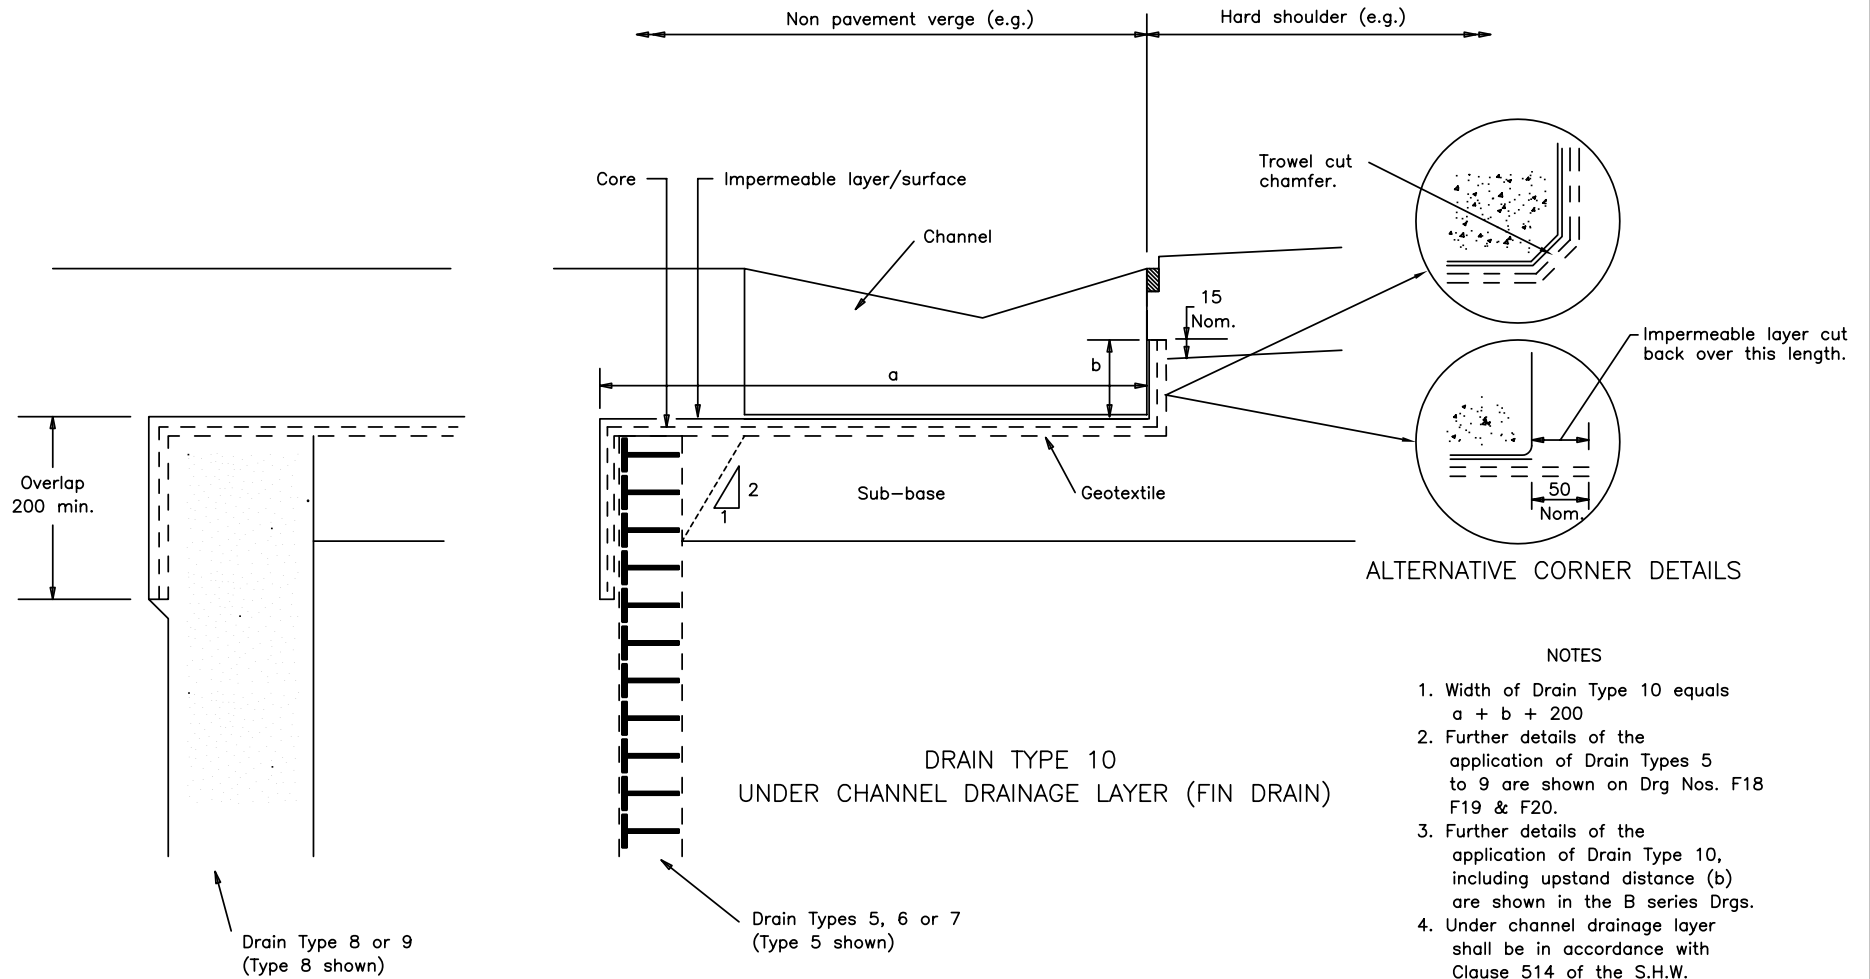 Non pavement verge (e.g.)
Hard shoulder (e.g.)
Core
Impermeable layer/surface
Channel
Trowel cut
chamfer.
15
Nom.
b
a
Impermeable layer cut
back over this length.
Overlap
200 min.
2
1
Sub-base
Geotextile
50
Nom.
ALTERNATIVE CORNER DETAILS
DRAIN TYPE 10
UNDER CHANNEL DRAINAGE LAYER (FIN DRAIN)
Drain Type 8 or 9
(Type 8 shown)
Drain Types 5, 6 or 7
(Type 5 shown)
NOTES
1. Width of Drain Type 10 equals
a + b + 200
2. Further details of the
application of Drain Types 5
to 9 are shown on Drg Nos. F18
F19 & F20.
3. Further details of the
application of Drain Type 10,
including upstand distance (b)
are shown in the B series Drgs.
4. Under channel drainage layer
shall be in accordance with
Clause 514 of the S.H.W.